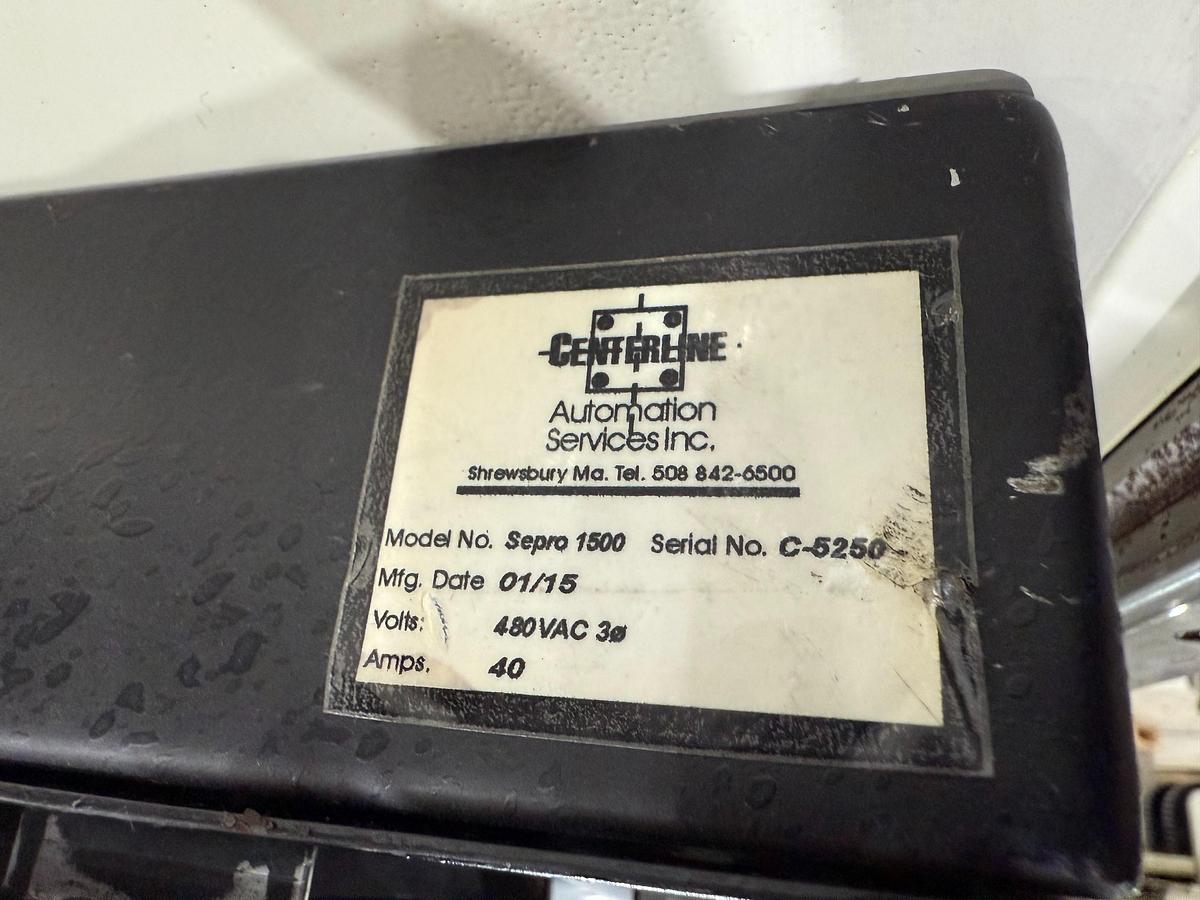 CENTERLINE
Automation
Services Inc.
Shrewsbury Ma. Tel. 508 842-6500
Model No. Sepro 1500 Serial No. C-5250
Mfg. Date 01/15
Volts: 480VAC 3ø
Amps. 40